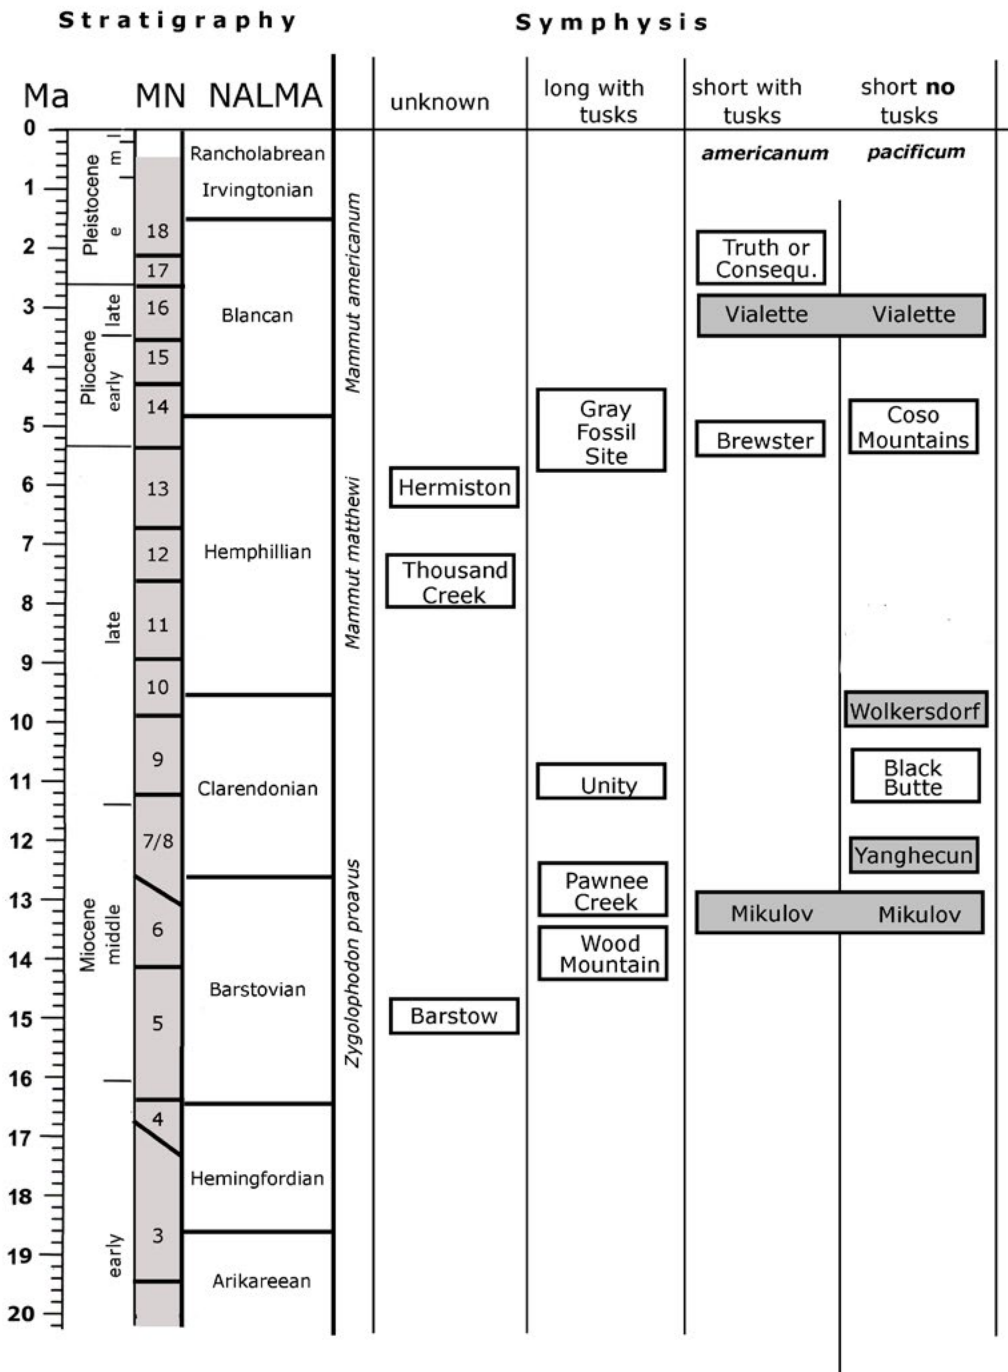 Stratigraphy
Symphysis
Ma
MN
NALMA
unknown
long with
tusks
short with
tusks
short no
tusks
americanum
pacificum
0
1
2
3
4
5
6
7
8
9
10
11
12
13
14
15
16
17
18
19
20
Pleistocene
l
m
e
Pliocene
late
early
Miocene
late
middle
early
18
17
16
15
14
13
12
11
10
9
7/8
6
5
4
3
Rancholabrean
Irvingtonian
Blancan
Hemphillian
Clarendonian
Barstovian
Hemingfordian
Arikareean
Mammut americanum
Mammut matthewi
Zygolophodon proavus
Hermiston
Thousand
Creek
Barstow
Gray
Fossil
Site
Unity
Pawnee
Creek
Wood
Mountain
Truth or
Consequ.
Vialette
Vialette
Brewster
Coso
Mountains
Wolkersdorf
Black
Butte
Yanghecun
Mikulov
Mikulov